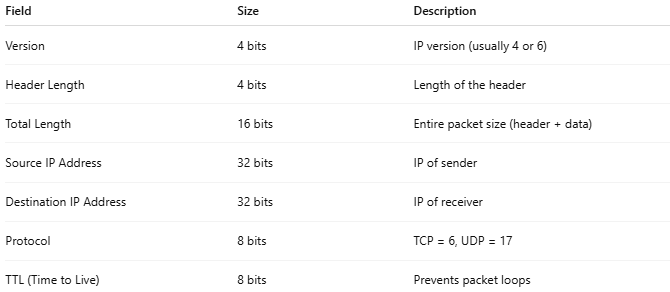 Field Size Description
Version 4 bits IP version (usually 4 or 6)
Header Length 4 bits Length of the header
Total Length 16 bits Entire packet size (header + data)
Source IP Address 32 bits IP of sender
Destination IP Address 32 bits IP of receiver
Protocol 8 bits TCP = 6, UDP = 17
TTL (Time to Live) 8 bits Prevents packet loops